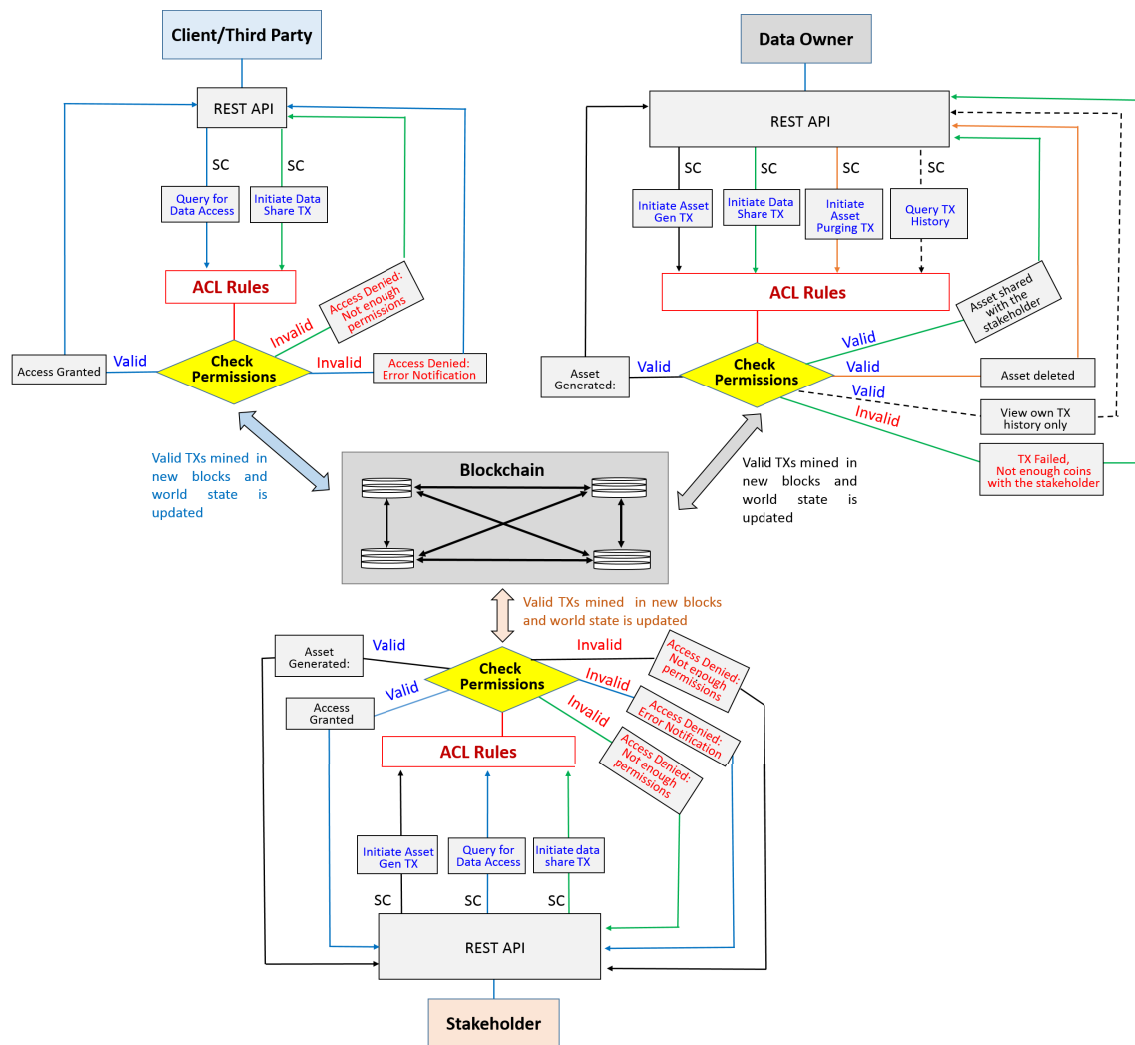 Client/Third Party
REST API
SC
SC
Query for
Data Access
Initiate Data
Share TX
ACL Rules
Access Denied:
Not enough
permissions
Invalid
Valid
Check
Permissions
Invalid
Access Granted
Access Denied:
Error Notification
Valid TXs mined in
new blocks and
world state is
updated
Data Owner
REST API
SC
SC
SC
SC
Initiate Asset
Gen TX
Initiate Data
Share TX
Initiate
Asset
Purging TX
Query TX
History
ACL Rules
Asset shared
with the
stakeholder
Valid
Asset
Generated:
Valid
Check
Permissions
Valid
Asset deleted
Valid
View own TX
history only
Invalid
TX Failed,
Not enough coins
with the stakeholder
Valid TXs mined in
new blocks and
world state is
updated
Blockchain
Valid TXs mined in new blocks
and world state is updated
Asset
Generated:
Valid
Invalid
Access Denied:
Not enough
permissions
Check
Permissions
Access
Granted
Valid
Invalid
Access Denied:
Error Notification
Invalid
Access Denied:
Not enough
permissions
ACL Rules
Initiate Asset
Gen TX
Query for
Data Access
Initiate data
share TX
SC
SC
SC
REST API
Stakeholder